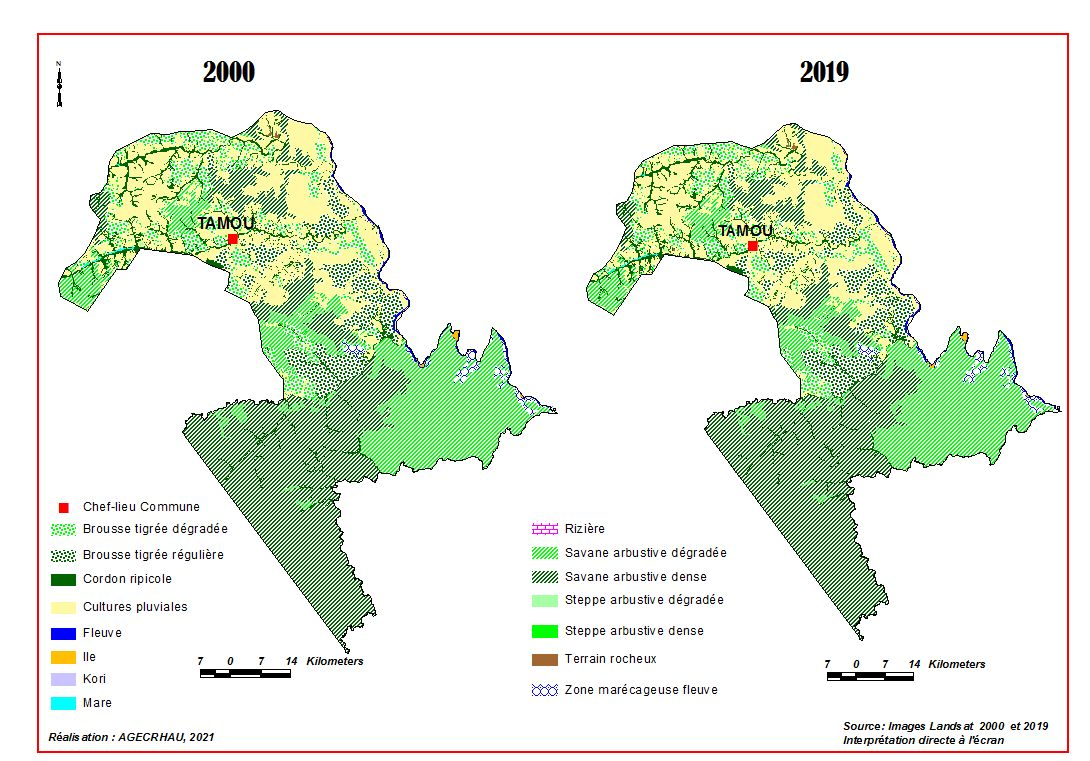 2000
2019
N
TAMOU
TAMOU
Chef-lieu Commune
Brousse tigrée dégradée
Brousse tigrée régulière
Cordon ripicole
Cultures pluviales
Fleuve
Ile
Kori
Mare
Rizière
Savane arbustive dégradée
Savane arbustive dense
Steppe arbustive dégradée
Steppe arbustive dense
Terrain rocheux
Zone marécageuse fleuve
7 0 7 14 Kilometers
7 0 7 14 Kilometers
Réalisation : AGECRHAU, 2021
Source: Images Landsat 2000 et 2019
Interprétation directe à l'écran